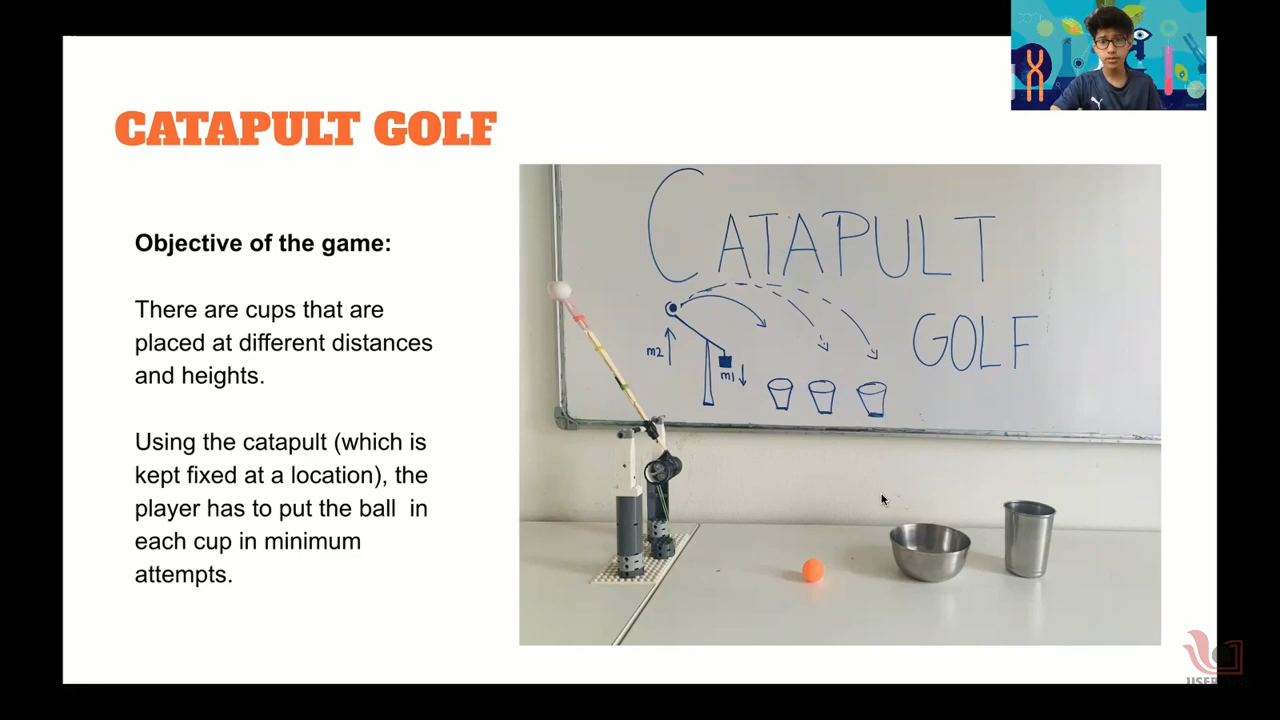 CATAPULT GOLF
Objective of the game:
There are cups that are
placed at different distances
and heights.
Using the catapult (which is
kept fixed at a location), the
player has to put the ball in
each cup in minimum
attempts.
CATAPULT
GOLF
m2
m1